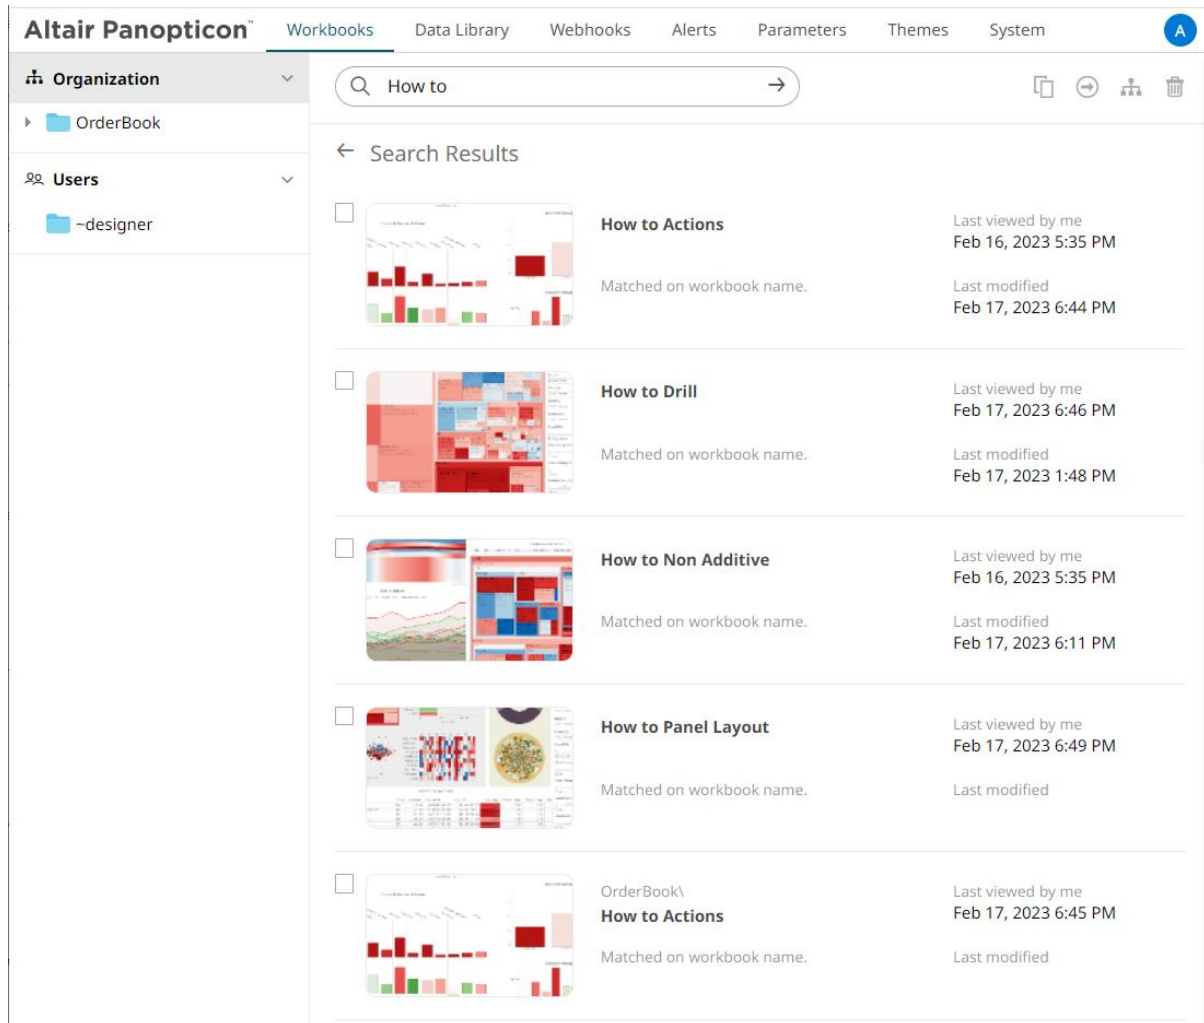 Altair Panopticon™
Workbooks
Data Library
Webhooks
Alerts
Parameters
Themes
System
A
Organization
OrderBook
Users
~designer
How to
Search Results
How to Actions
Matched on workbook name.
Last viewed by me
Feb 16, 2023 5:35 PM
Last modified
Feb 17, 2023 6:44 PM
How to Drill
Matched on workbook name.
Last viewed by me
Feb 17, 2023 6:46 PM
Last modified
Feb 17, 2023 1:48 PM
How to Non Additive
Matched on workbook name.
Last viewed by me
Feb 16, 2023 5:35 PM
Last modified
Feb 17, 2023 6:11 PM
How to Panel Layout
Matched on workbook name.
Last viewed by me
Feb 17, 2023 6:49 PM
Last modified
OrderBook\
How to Actions
Matched on workbook name.
Last viewed by me
Feb 17, 2023 6:45 PM
Last modified